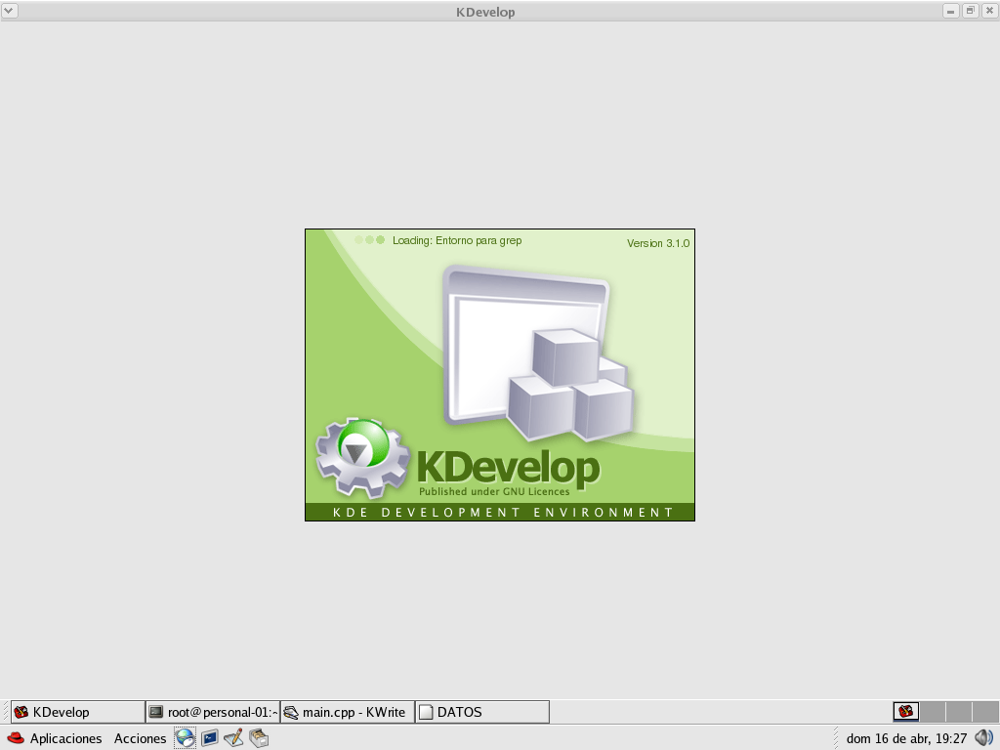 KDevelop
Loading: Entorno para grep
Version 3.1.0
KDevelop
Published under GNU Licences
KDE DEVELOPMENT ENVIRONMENT
KDevelop
root@personal-01:~
main.cpp - KWrite
DATOS
Aplicaciones
Acciones
dom 16 de abr, 19:27